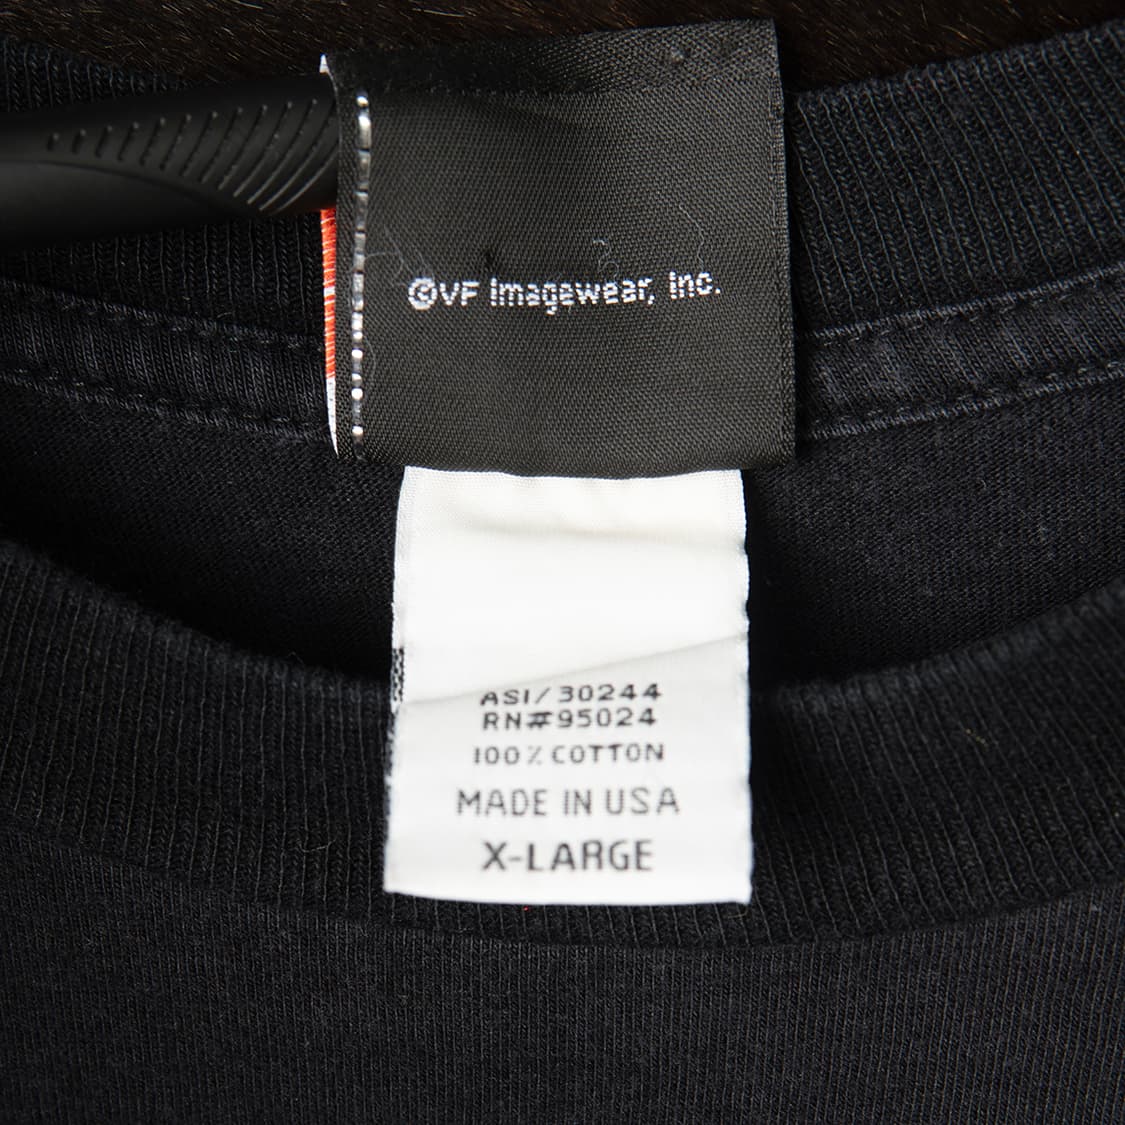 ©VF Imagewear, Inc.
ASI/30244
RN#95024
100% COTTON
MADE IN USA
X-LARGE